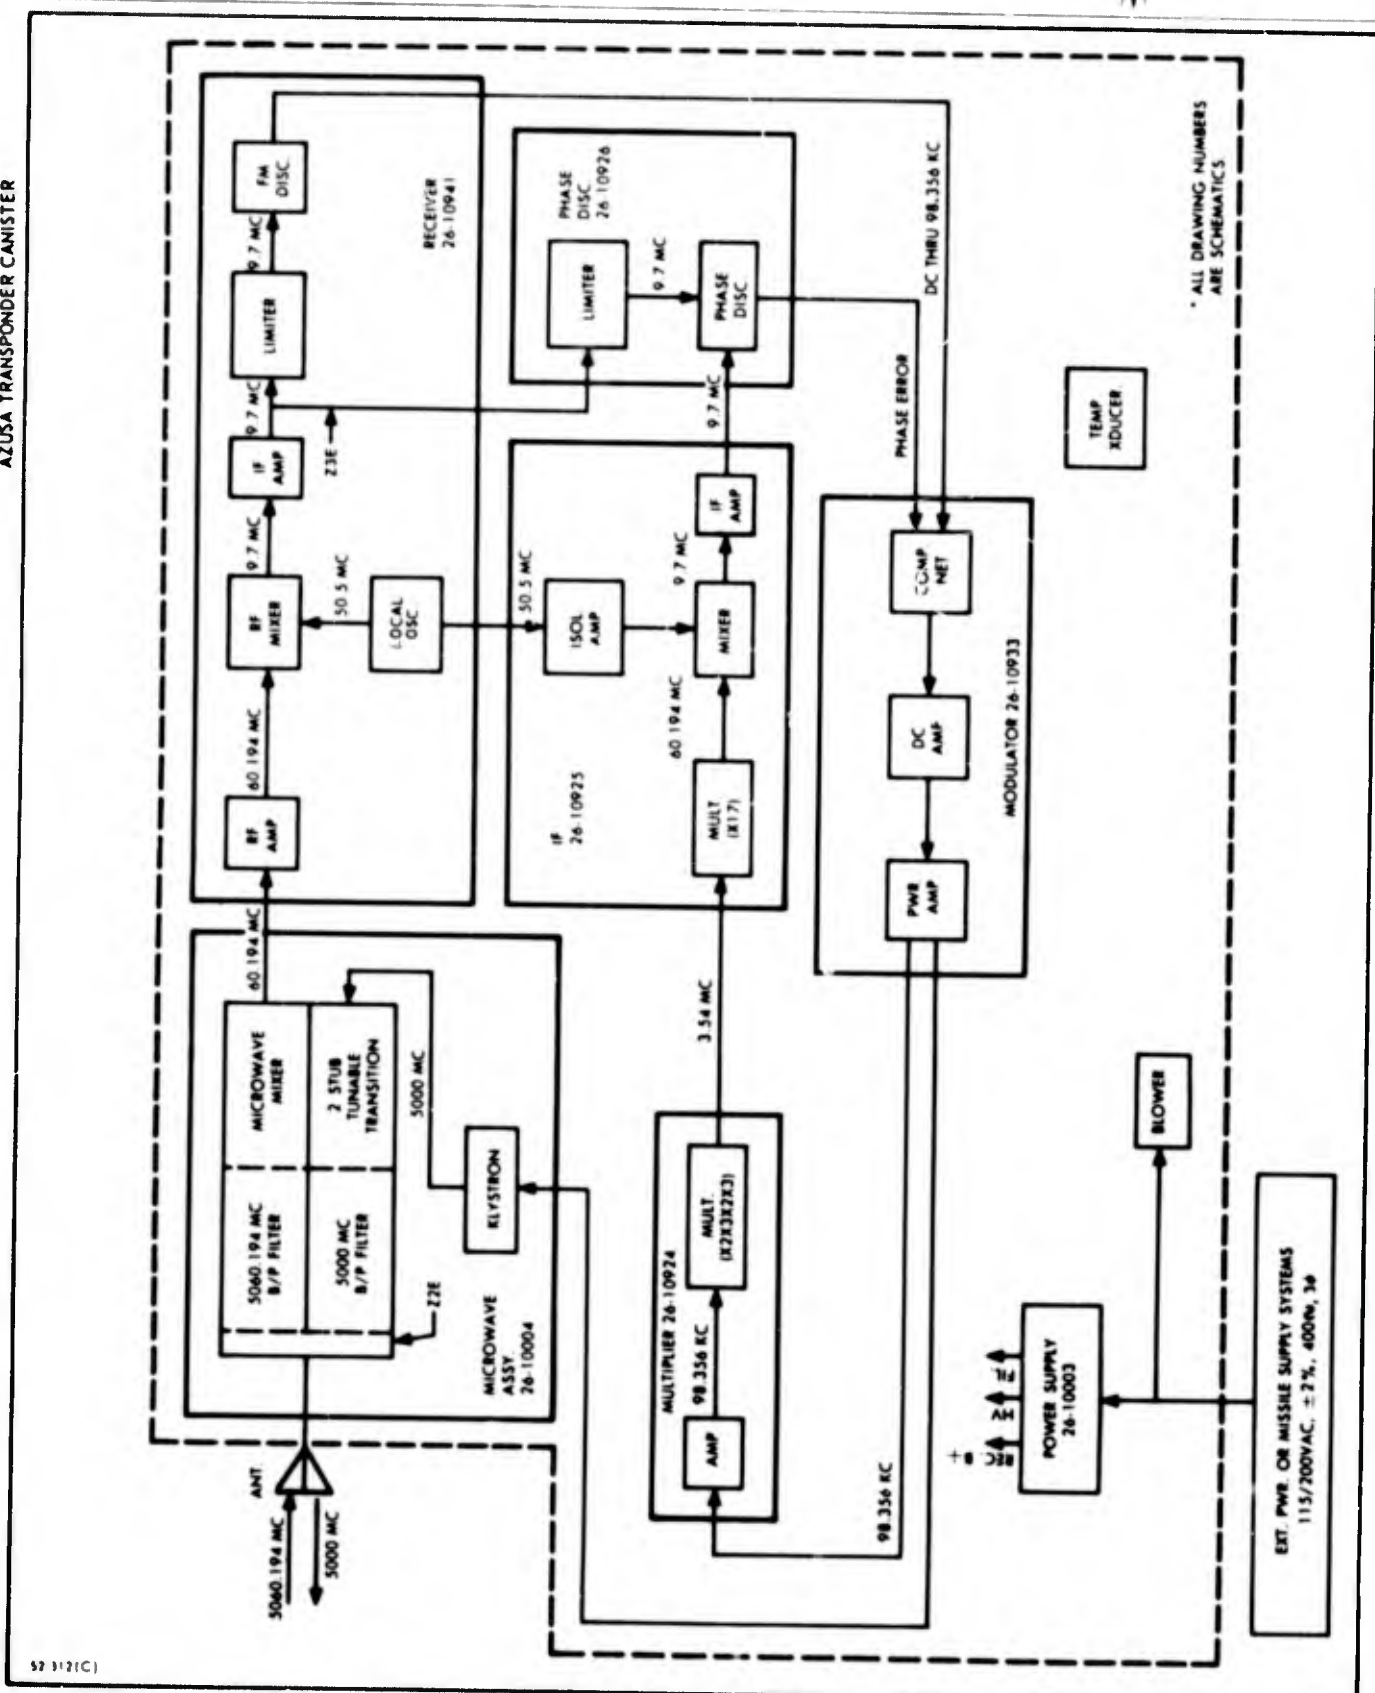 AZUSA TRANSPONDER CANISTER
5060.194 MC
5000 MC
ANT.
5060.194 MC
B/P FILTER
MICROWAVE
MIXER
5000 MC
B/P FILTER
2 STUB
TUNABLE
TRANSITION
Z2E
5000 MC
KLYSTRON
MICROWAVE
ASSY.
26-10004
60.194 MC
RF
AMP
60.194 MC
RF
MIXER
9.7 MC
IF
AMP
9.7 MC
LIMITER
9.7 MC
FM
DISC.
50.5 MC
LOCAL
OSC.
Z3E
RECEIVER
26-10941
50.5 MC
ISOL
AMP
IF
26-10925
60.194 MC
MULT
(X17)
MIXER
9.7 MC
IF
AMP
9.7 MC
PHASE
DISC.
26-10926
LIMITER
9.7 MC
PHASE
DISC.
MULTIPLIER 26-10924
AMP
98.356 KC
MULT.
(X2X3X2X3)
3.54 MC
98.356 KC
PWR
AMP
DC
AMP
COMP
NET
MODULATOR 26-10933
PHASE ERROR
DC THRU 98.356 KC
TEMP
XDUCER
* ALL DRAWING NUMBERS
ARE SCHEMATICS
REC. B+
HV
POWER SUPPLY
26-10003
BLOWER
EXT. PWR. OR MISSILE SUPPLY SYSTEMS
115/200VAC, ±2%, 400~, 3ø